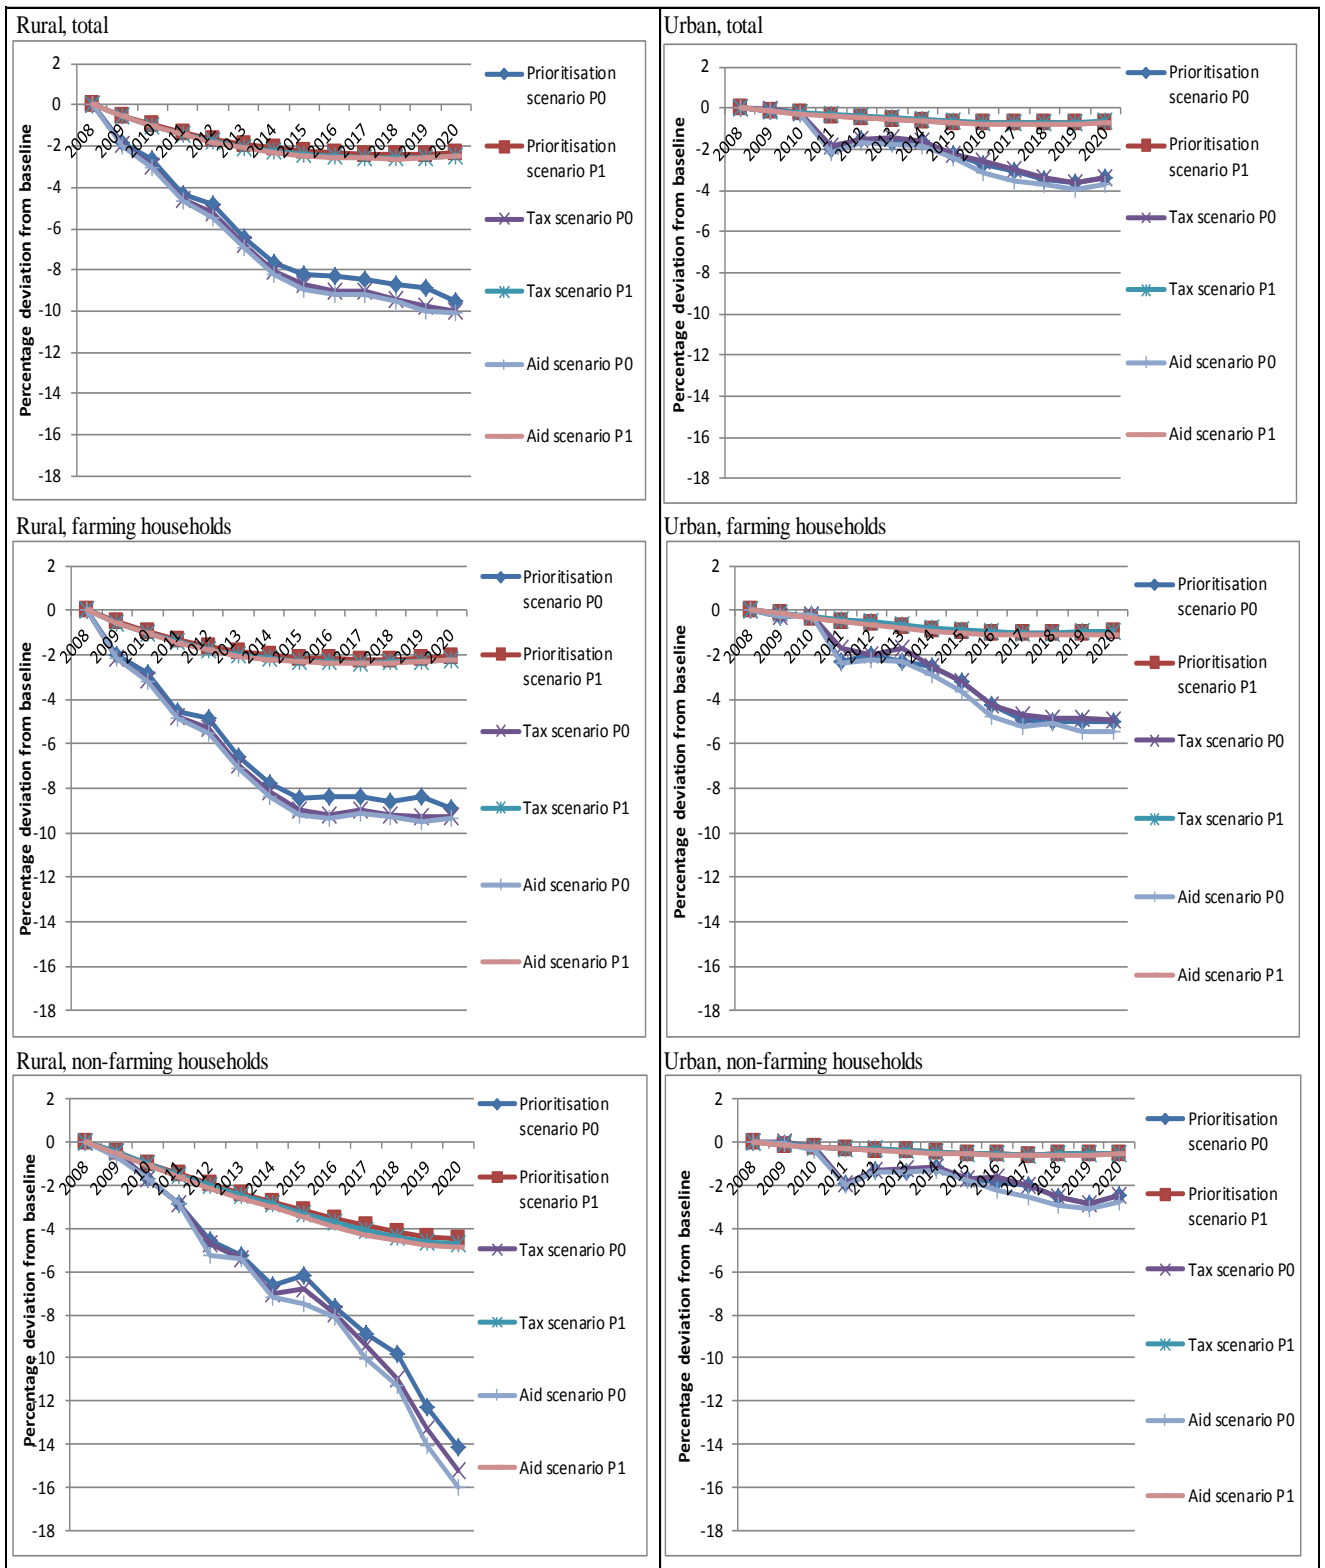 Rural, total
Percentage deviation from baseline
2
0
-2
-4
-6
-8
-10
-12
-14
-16
-18
2008
2009
2010
2011
2012
2013
2014
2015
2016
2017
2018
2019
2020
Prioritisation
scenario P0
Prioritisation
scenario P1
Tax scenario P0
Tax scenario P1
Aid scenario P0
Aid scenario P1
Urban, total
Percentage deviation from baseline
2
0
-2
-4
-6
-8
-10
-12
-14
-16
-18
2008
2009
2010
2011
2012
2013
2014
2015
2016
2017
2018
2019
2020
Prioritisation
scenario P0
Prioritisation
scenario P1
Tax scenario P0
Tax scenario P1
Aid scenario P0
Aid scenario P1
Rural, farming households
Percentage deviation from baseline
2
0
-2
-4
-6
-8
-10
-12
-14
-16
-18
2008
2009
2010
2011
2012
2013
2014
2015
2016
2017
2018
2019
2020
Prioritisation
scenario P0
Prioritisation
scenario P1
Tax scenario P0
Tax scenario P1
Aid scenario P0
Aid scenario P1
Urban, farming households
Percentage deviation from baseline
2
0
-2
-4
-6
-8
-10
-12
-14
-16
-18
2008
2009
2010
2011
2012
2013
2014
2015
2016
2017
2018
2019
2020
Prioritisation
scenario P0
Prioritisation
scenario P1
Tax scenario P0
Tax scenario P1
Aid scenario P0
Aid scenario P1
Rural, non-farming households
Percentage deviation from baseline
2
0
-2
-4
-6
-8
-10
-12
-14
-16
-18
2008
2009
2010
2011
2012
2013
2014
2015
2016
2017
2018
2019
2020
Prioritisation
scenario P0
Prioritisation
scenario P1
Tax scenario P0
Tax scenario P1
Aid scenario P0
Aid scenario P1
Urban, non-farming households
Percentage deviation from baseline
2
0
-2
-4
-6
-8
-10
-12
-14
-16
-18
2008
2009
2010
2011
2012
2013
2014
2015
2016
2017
2018
2019
2020
Prioritisation
scenario P0
Prioritisation
scenario P1
Tax scenario P0
Tax scenario P1
Aid scenario P0
Aid scenario P1